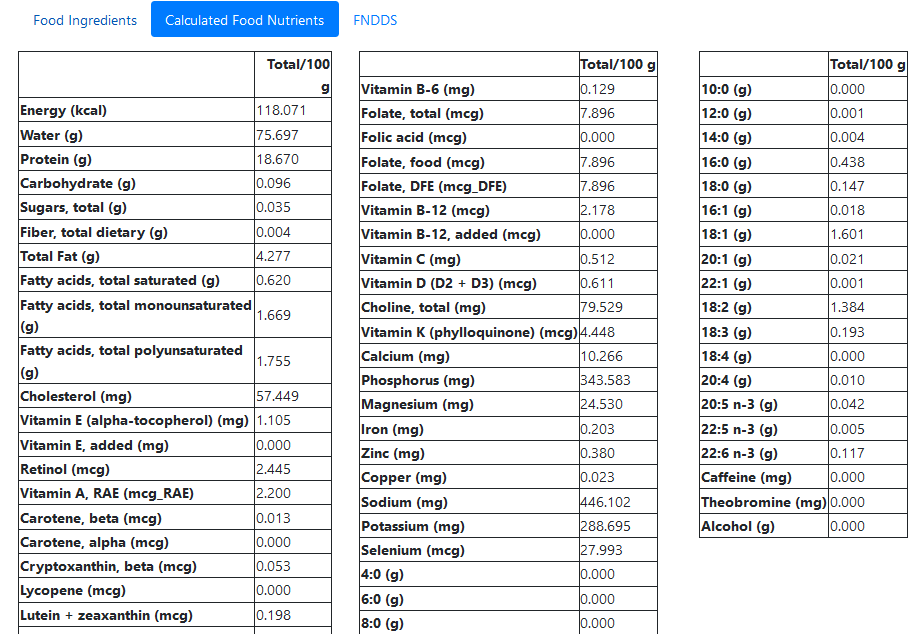 Food Ingredients Calculated Food Nutrients FNDDS
Total/100 g
Energy (kcal) 118.071
Water (g) 75.697
Protein (g) 18.670
Carbohydrate (g) 0.096
Sugars, total (g) 0.035
Fiber, total dietary (g) 0.004
Total Fat (g) 4.277
Fatty acids, total saturated (g) 0.620
Fatty acids, total monounsaturated (g) 1.669
Fatty acids, total polyunsaturated (g) 1.755
Cholesterol (mg) 57.449
Vitamin E (alpha-tocopherol) (mg) 1.105
Vitamin E, added (mg) 0.000
Retinol (mcg) 2.445
Vitamin A, RAE (mcg_RAE) 2.200
Carotene, beta (mcg) 0.013
Carotene, alpha (mcg) 0.000
Cryptoxanthin, beta (mcg) 0.053
Lycopene (mcg) 0.000
Lutein + zeaxanthin (mcg) 0.198
Total/100 g
Vitamin B-6 (mg) 0.129
Folate, total (mcg) 7.896
Folic acid (mcg) 0.000
Folate, food (mcg) 7.896
Folate, DFE (mcg_DFE) 7.896
Vitamin B-12 (mcg) 2.178
Vitamin B-12, added (mcg) 0.000
Vitamin C (mg) 0.512
Vitamin D (D2 + D3) (mcg) 0.611
Choline, total (mg) 79.529
Vitamin K (phylloquinone) (mcg) 4.448
Calcium (mg) 10.266
Phosphorus (mg) 343.583
Magnesium (mg) 24.530
Iron (mg) 0.203
Zinc (mg) 0.380
Copper (mg) 0.023
Sodium (mg) 446.102
Potassium (mg) 288.695
Selenium (mcg) 27.993
4:0 (g) 0.000
6:0 (g) 0.000
8:0 (g) 0.000
Total/100 g
10:0 (g) 0.000
12:0 (g) 0.001
14:0 (g) 0.004
16:0 (g) 0.438
18:0 (g) 0.147
16:1 (g) 0.018
18:1 (g) 1.601
20:1 (g) 0.021
22:1 (g) 0.001
18:2 (g) 1.384
18:3 (g) 0.193
18:4 (g) 0.000
20:4 (g) 0.010
20:5 n-3 (g) 0.042
22:5 n-3 (g) 0.005
22:6 n-3 (g) 0.117
Caffeine (mg) 0.000
Theobromine (mg) 0.000
Alcohol (g) 0.000